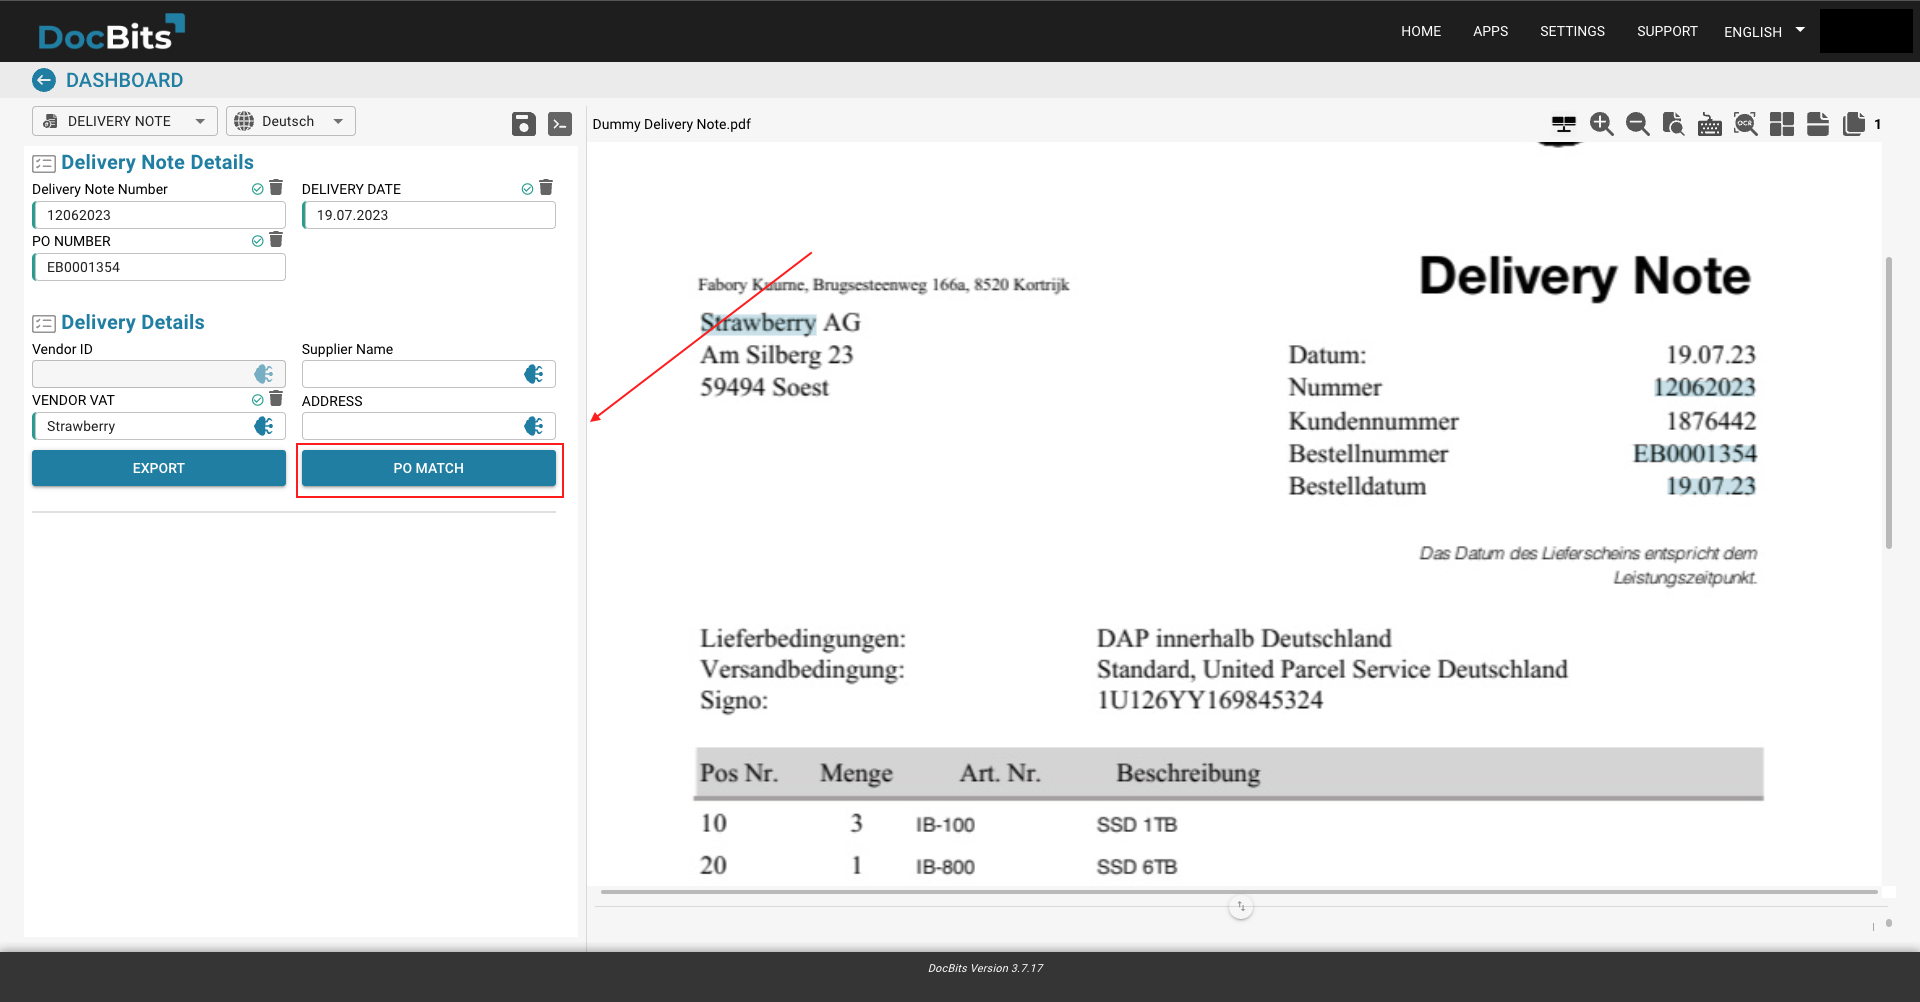 DocBits
HOME APPS SETTINGS SUPPORT ENGLISH
DASHBOARD
DELIVERY NOTE Deutsch
Delivery Note Details
Delivery Note Number DELIVERY DATE
12062023 19.07.2023
PO NUMBER
EB0001354
Delivery Details
Vendor ID Supplier Name
VENDOR VAT ADDRESS
Strawberry
EXPORT PO MATCH
Dummy Delivery Note.pdf
OCR
1
Delivery Note
Fabory Kuurne, Brugsesteenweg 166a, 8520 Kortrijk
Strawberry AG
Am Silberg 23
59494 Soest
Datum: 19.07.23
Nummer 12062023
Kundennummer 1876442
Bestellnummer EB0001354
Bestelldatum 19.07.23
Das Datum des Lieferscheins entspricht dem
Leistungszeitpunkt.
Lieferbedingungen: DAP innerhalb Deutschland
Versandbedingung: Standard, United Parcel Service Deutschland
Signo: 1U126YY169845324
Pos Nr. Menge Art. Nr. Beschreibung
10 3 IB-100 SSD 1TB
20 1 IB-800 SSD 6TB
DocBits Version 3.7.17